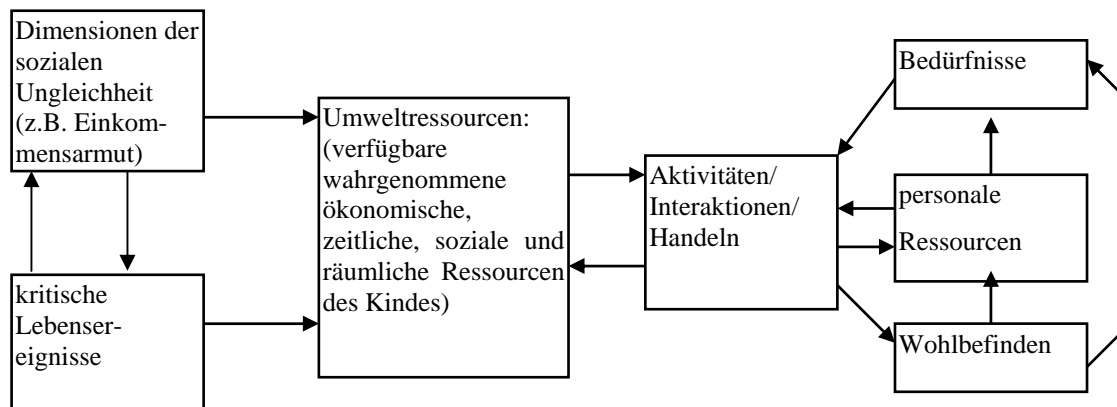 Dimensionen der
sozialen
Ungleichheit
(z.B. Einkom-
mensarmut)
kritische
Lebenser-
eignisse
Umweltressourcen:
(verfügbare
wahrgenommene
ökonomische,
zeitliche, soziale und
räumliche Ressourcen
des Kindes)
Aktivitäten/
Interaktionen/
Handeln
Bedürfnisse
personale
Ressourcen
Wohlbefinden